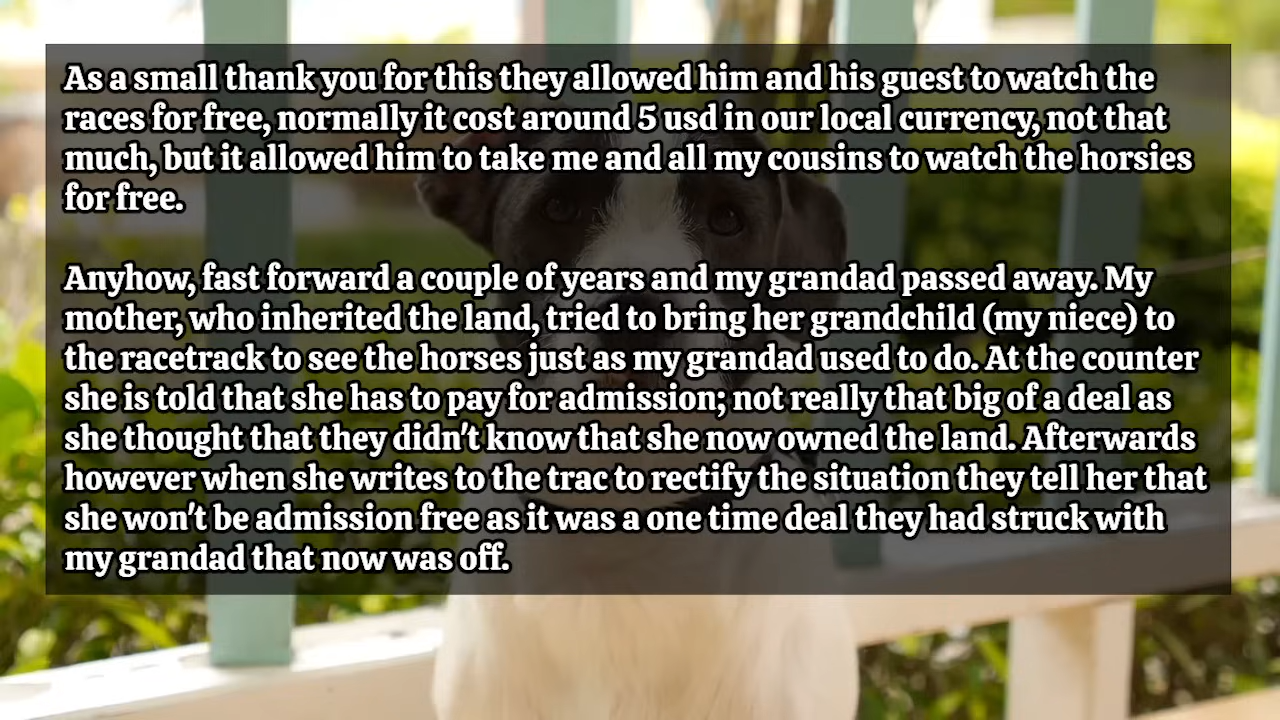 As a small thank you for this they allowed him and his guest to watch the
races for free, normally it cost around 5 usd in our local currency, not that
much, but it allowed him to take me and all my cousins to watch the horsies
for free.
Anyhow, fast forward a couple of years and my grandad passed away. My
mother, who inherited the land, tried to bring her grandchild (my niece) to
the racetrack to see the horses just as my grandad used to do. At the counter
she is told that she has to pay for admission; not really that big of a deal as
she thought that they didn't know that she now owned the land. Afterwards
however when she writes to the trac to rectify the situation they tell her that
she won't be admission free as it was a one time deal they had struck with
my grandad that now was off.